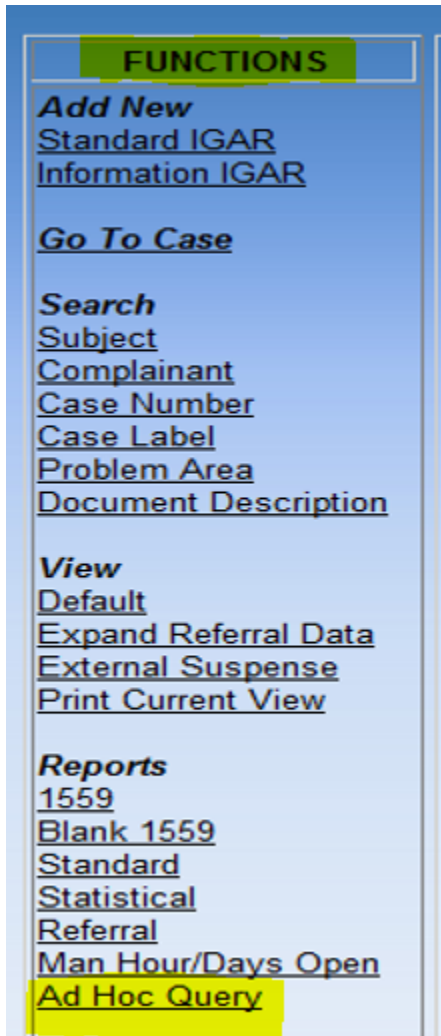 FUNCTIONS
Add New
Standard IGAR
Information IGAR
Go To Case
Search
Subject
Complainant
Case Number
Case Label
Problem Area
Document Description
View
Default
Expand Referral Data
External Suspense
Print Current View
Reports
1559
Blank 1559
Standard
Statistical
Referral
Man Hour/Days Open
Ad Hoc Query